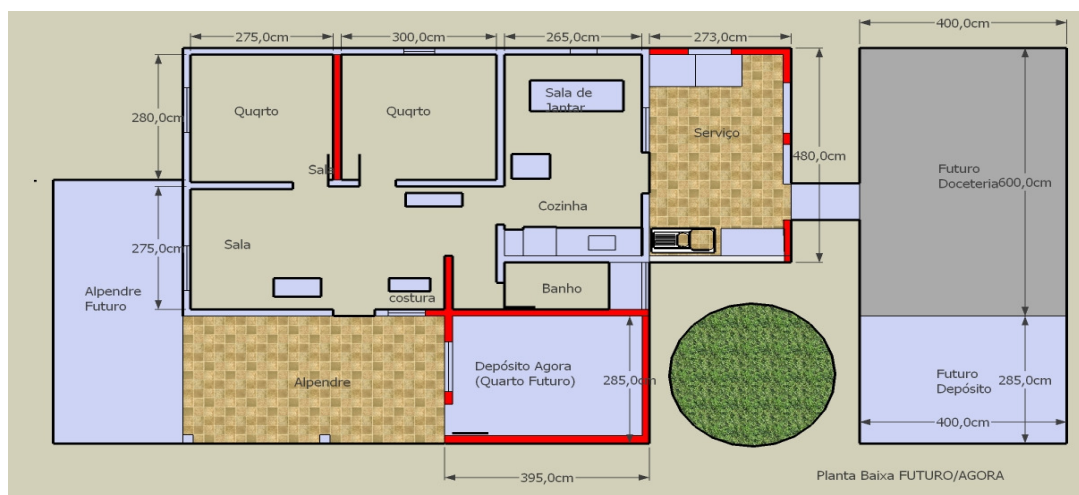 400,0cm
275,0cm
300,0cm
265,0cm
273,0cm
Quqrto
Quqrto
Sala de
Jantar
280,0cm
Serviço
480,0cm
Sala
Futuro
Doceteria
600,0cm
Cozinha
Sala
275,0cm
Alpendre
Futuro
costura
Banho
Alpendre
Depósito Agora
(Quarto Futuro)
285,0cm
Futuro
Depósito
285,0cm
400,0cm
395,0cm
Planta Baixa FUTURO/AGORA